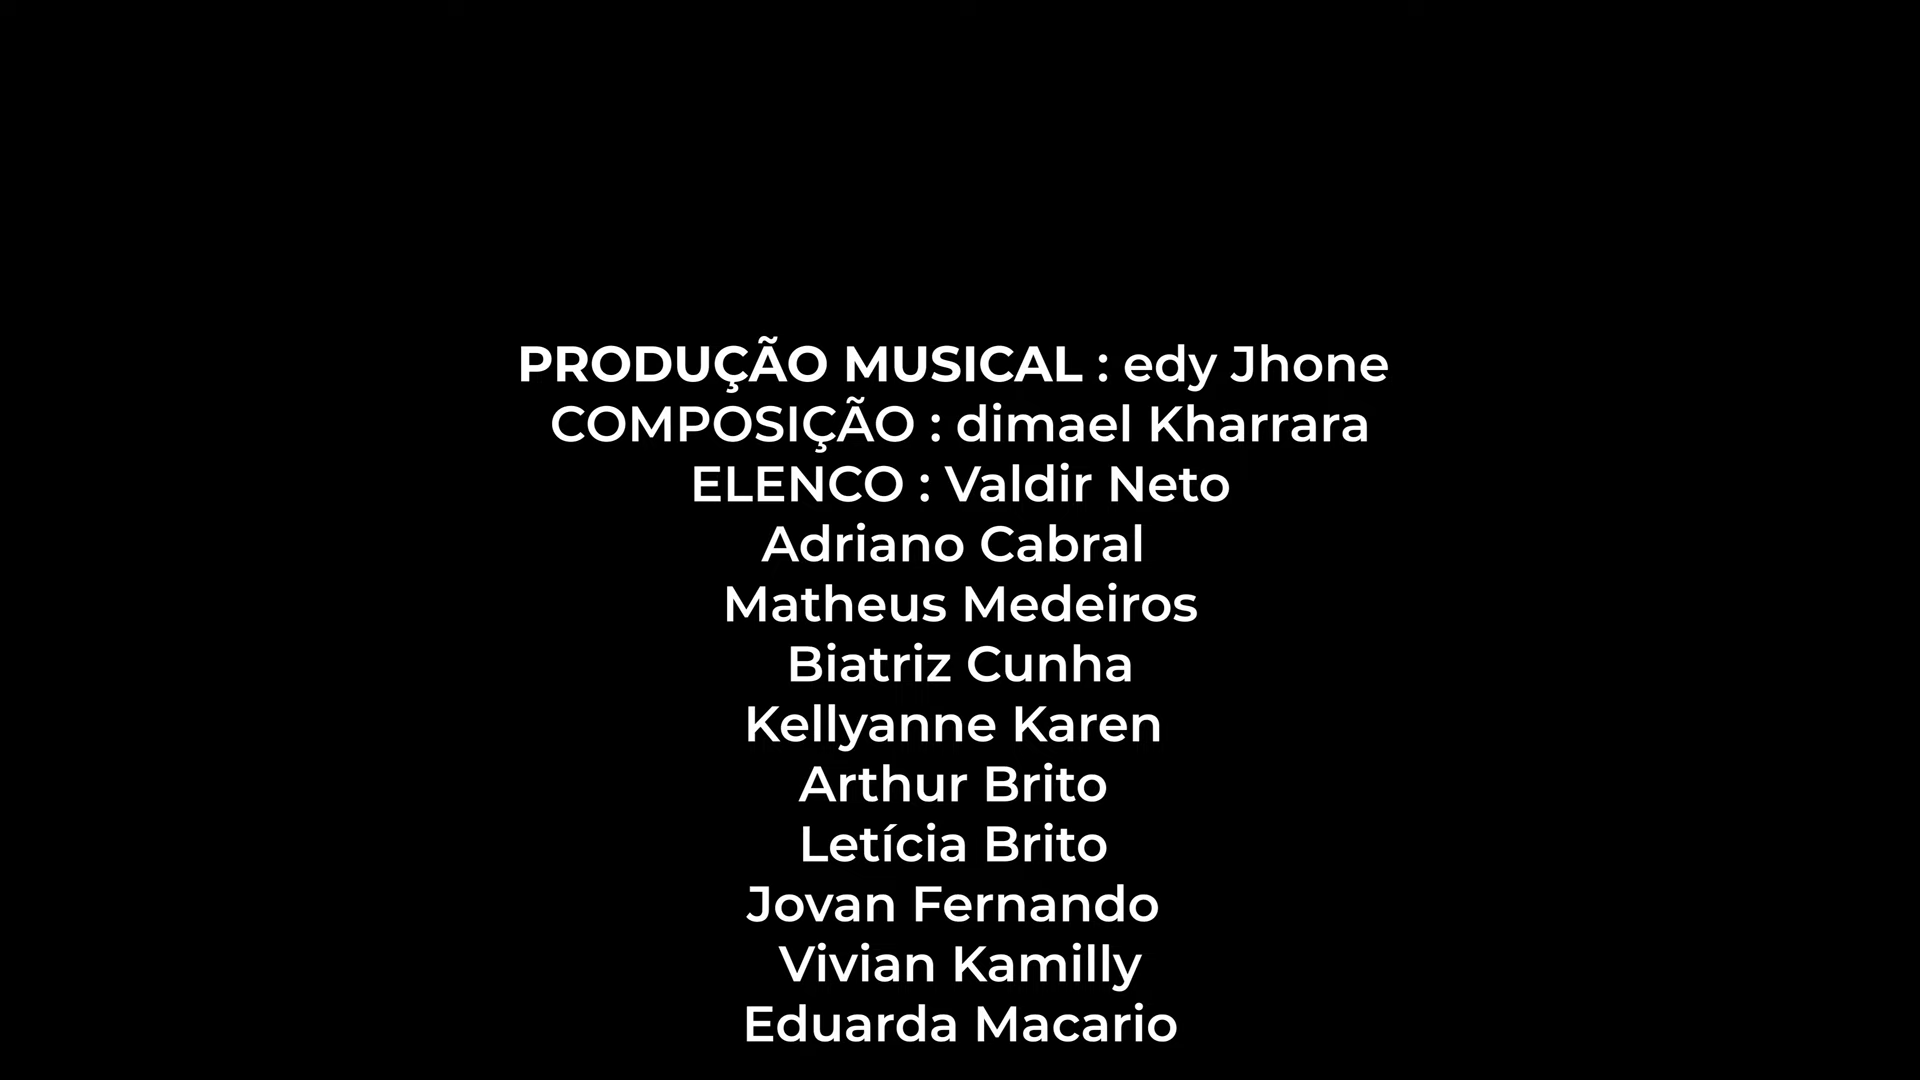 PRODUÇÃO MUSICAL : edy Jhone
COMPOSIÇÃO : dimael Kharrara
ELENCO : Valdir Neto
Adriano Cabral
Matheus Medeiros
Biatriz Cunha
Kellyanne Karen
Arthur Brito
Letícia Brito
Jovan Fernando
Vivian Kamilly
Eduarda Macario